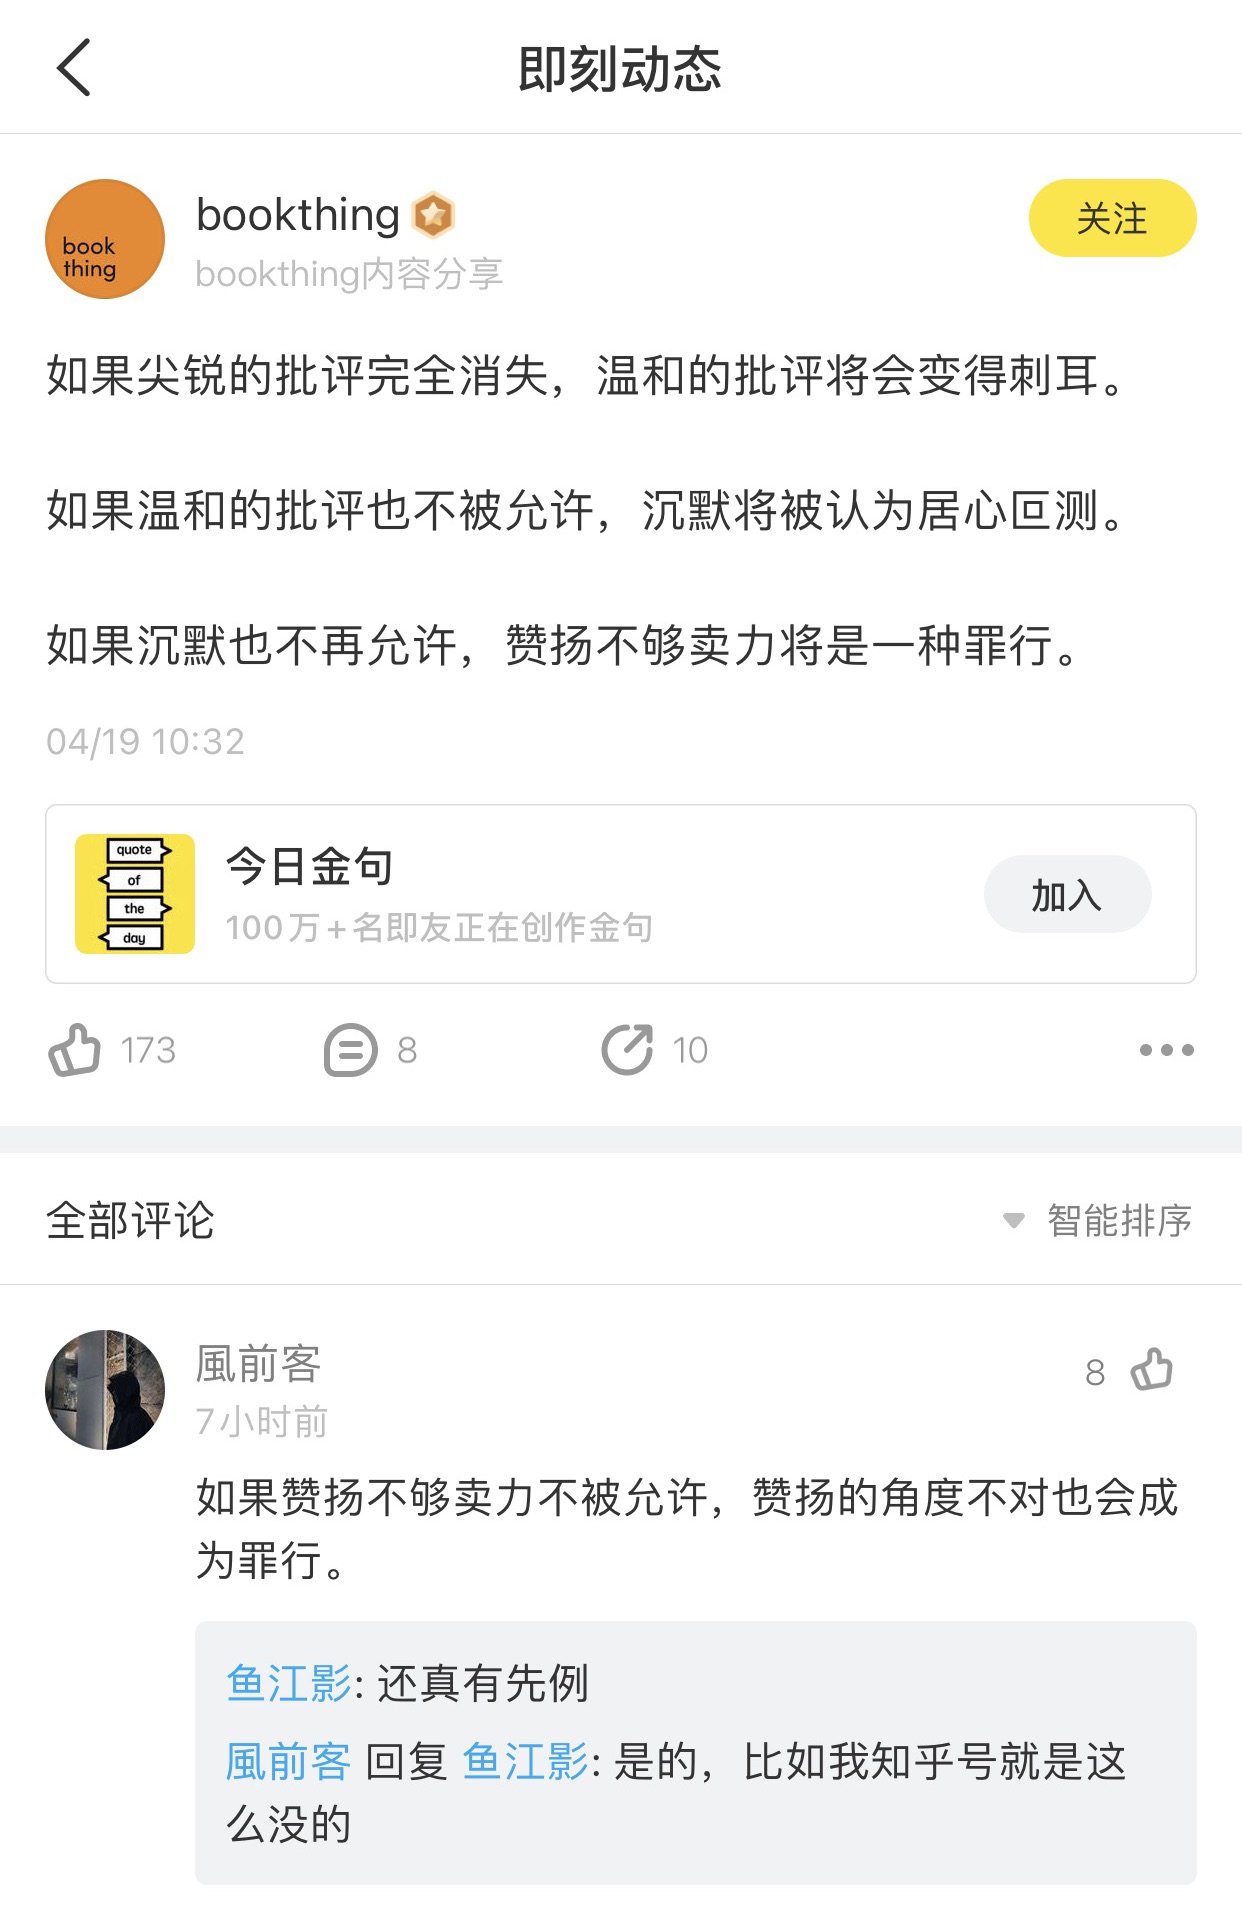 即刻动态
book
thing
bookthing
关注
bookthing内容分享
如果尖锐的批评完全消失，温和的批评将会变得刺耳。
如果温和的批评也不被允许，沉默将被认为居心叵测。
如果沉默也不再允许，赞扬不够卖力将是一种罪行。
04/19 10:32
quote
of
the
day
今日金句
100万+名即友正在创作金句
加入
173
8
10
全部评论
智能排序
風前客
8
7小时前
如果赞扬不够卖力不被允许，赞扬的角度不对也会成
为罪行。
鱼江影: 还真有先例
風前客 回复 鱼江影: 是的，比如我知乎号就是这
么没的